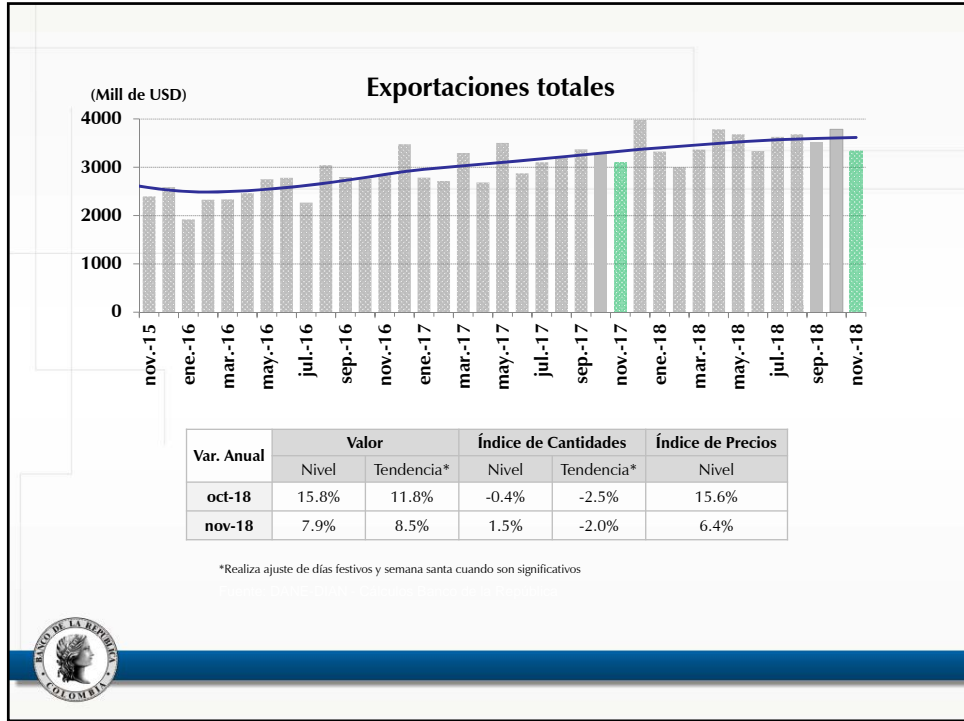 Exportaciones totales
(Mill de USD)
4000
3000
2000
1000
0
nov.-15
ene.-16
mar.-16
may.-16
jul.-16
sep.-16
nov.-16
ene.-17
mar.-17
may.-17
jul.-17
sep.-17
nov.-17
ene.-18
mar.-18
may.-18
jul.-18
sep.-18
nov.-18
Var. Anual Valor Índice de Cantidades Índice de Precios
Nivel Tendencia* Nivel Tendencia* Nivel
oct-18 15.8% 11.8% -0.4% -2.5% 15.6%
nov-18 7.9% 8.5% 1.5% -2.0% 6.4%
*Realiza ajuste de días festivos y semana santa cuando son significativos
BANCO DE LA REPÚBLICA
COLOMBIA